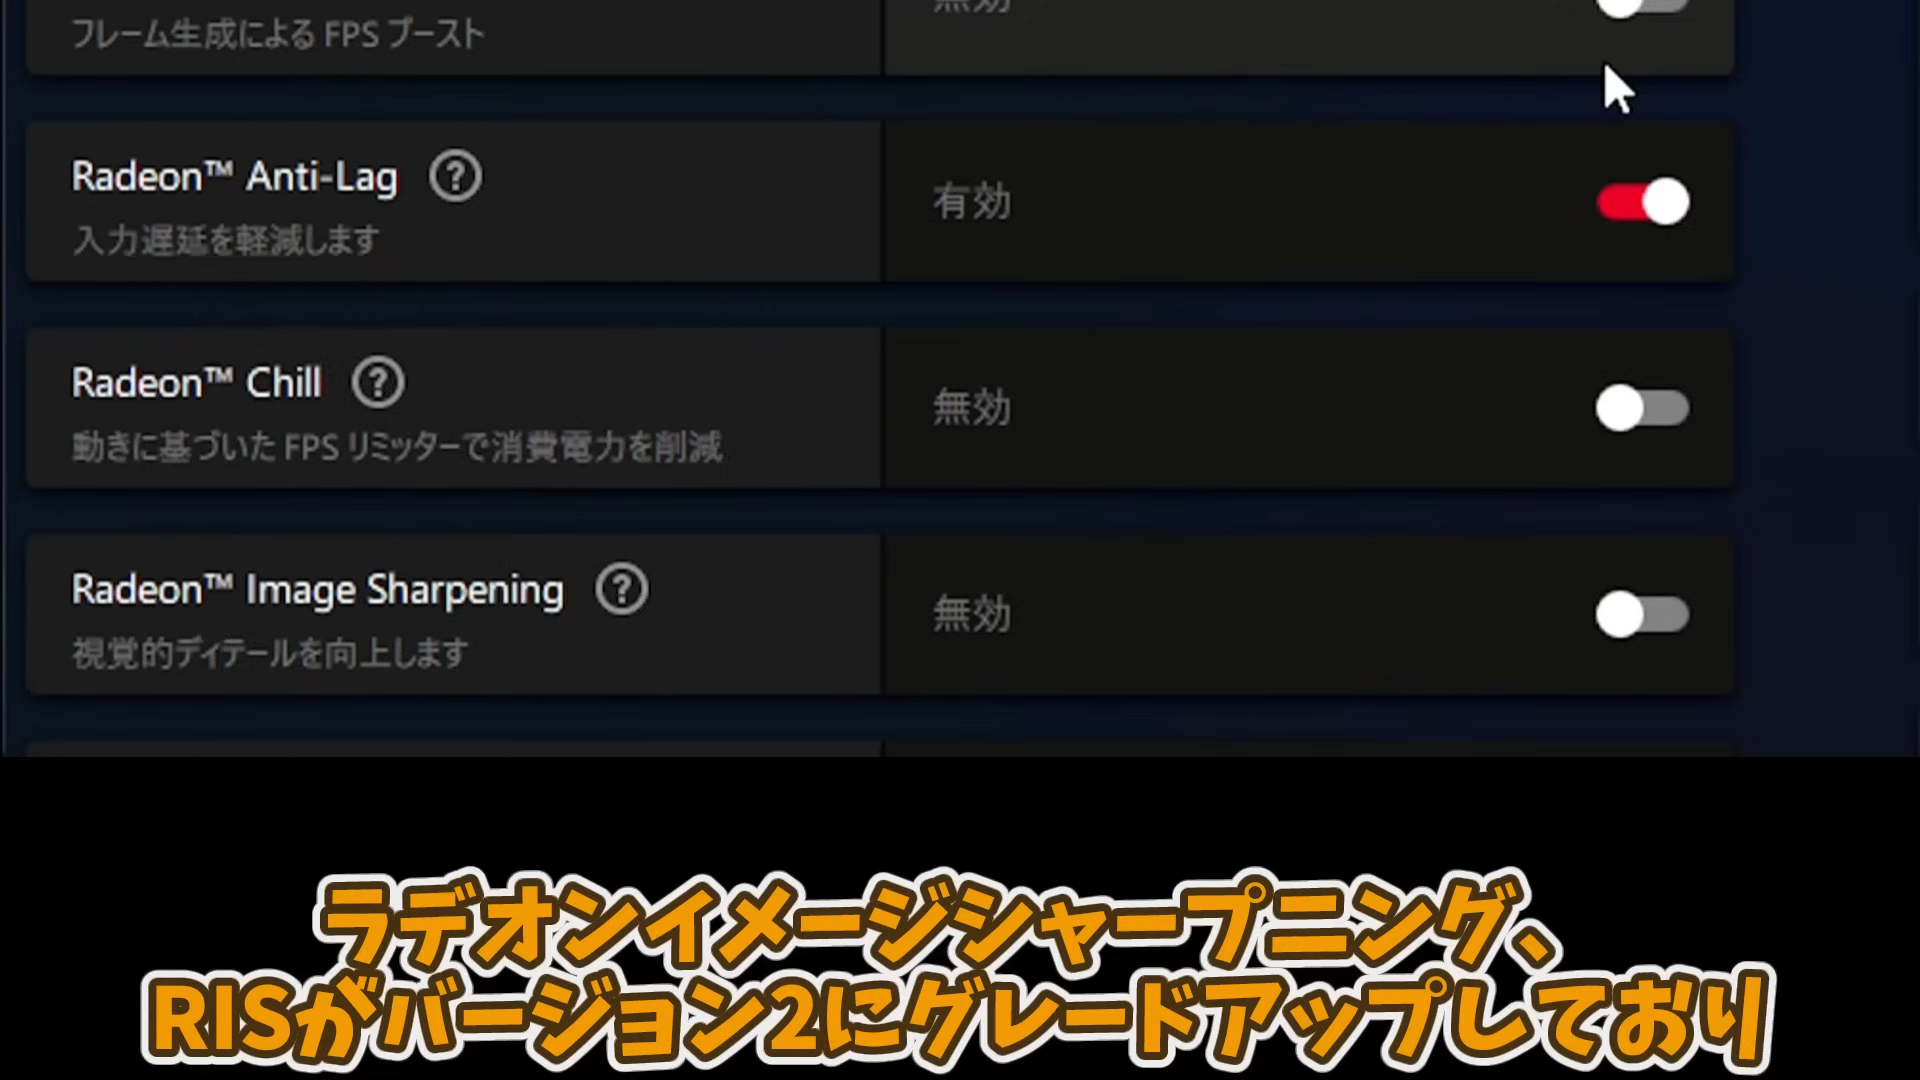 無効
フレーム生成による FPS ブースト
Radeon™ Anti-Lag ?
有効
入力遅延を軽減します
Radeon™ Chill ?
無効
動きに基づいた FPS リミッターで消費電力を削減
Radeon™ Image Sharpening ?
無効
視覚的ディテールを向上します
ラデオンイメージシャープニング、
RISがバージョン2にグレードアップしており